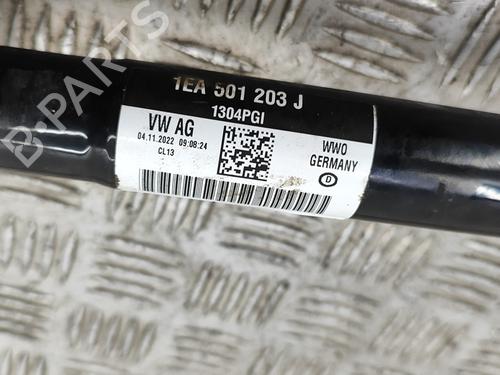 1EA 501 203 J
1304PGI
VW AG
04.11.2022 09:08:24
CL13
WWO
GERMANY
D
B-PARTS